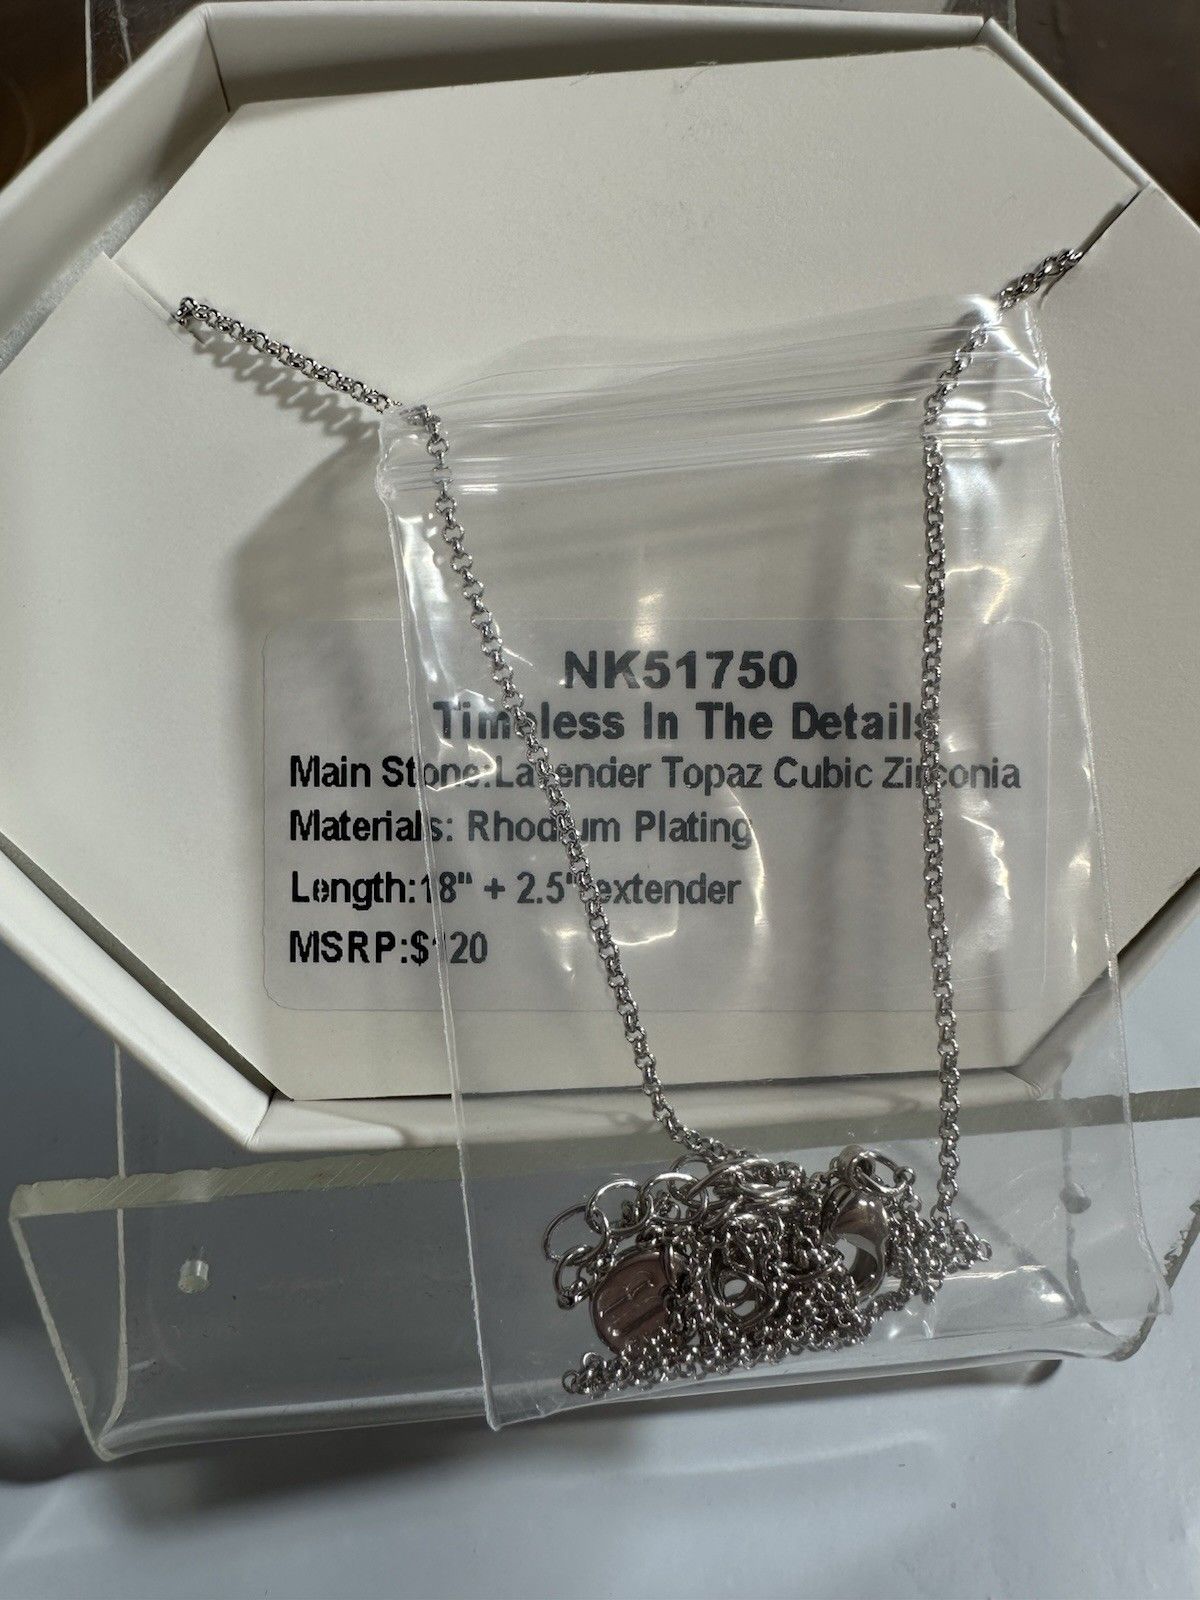 NK51750
Timeless In The Details
Main Stone:Lavender Topaz Cubic Zirconia
Materials: Rhodium Plating
Length:18" + 2.5" extender
MSRP:$120